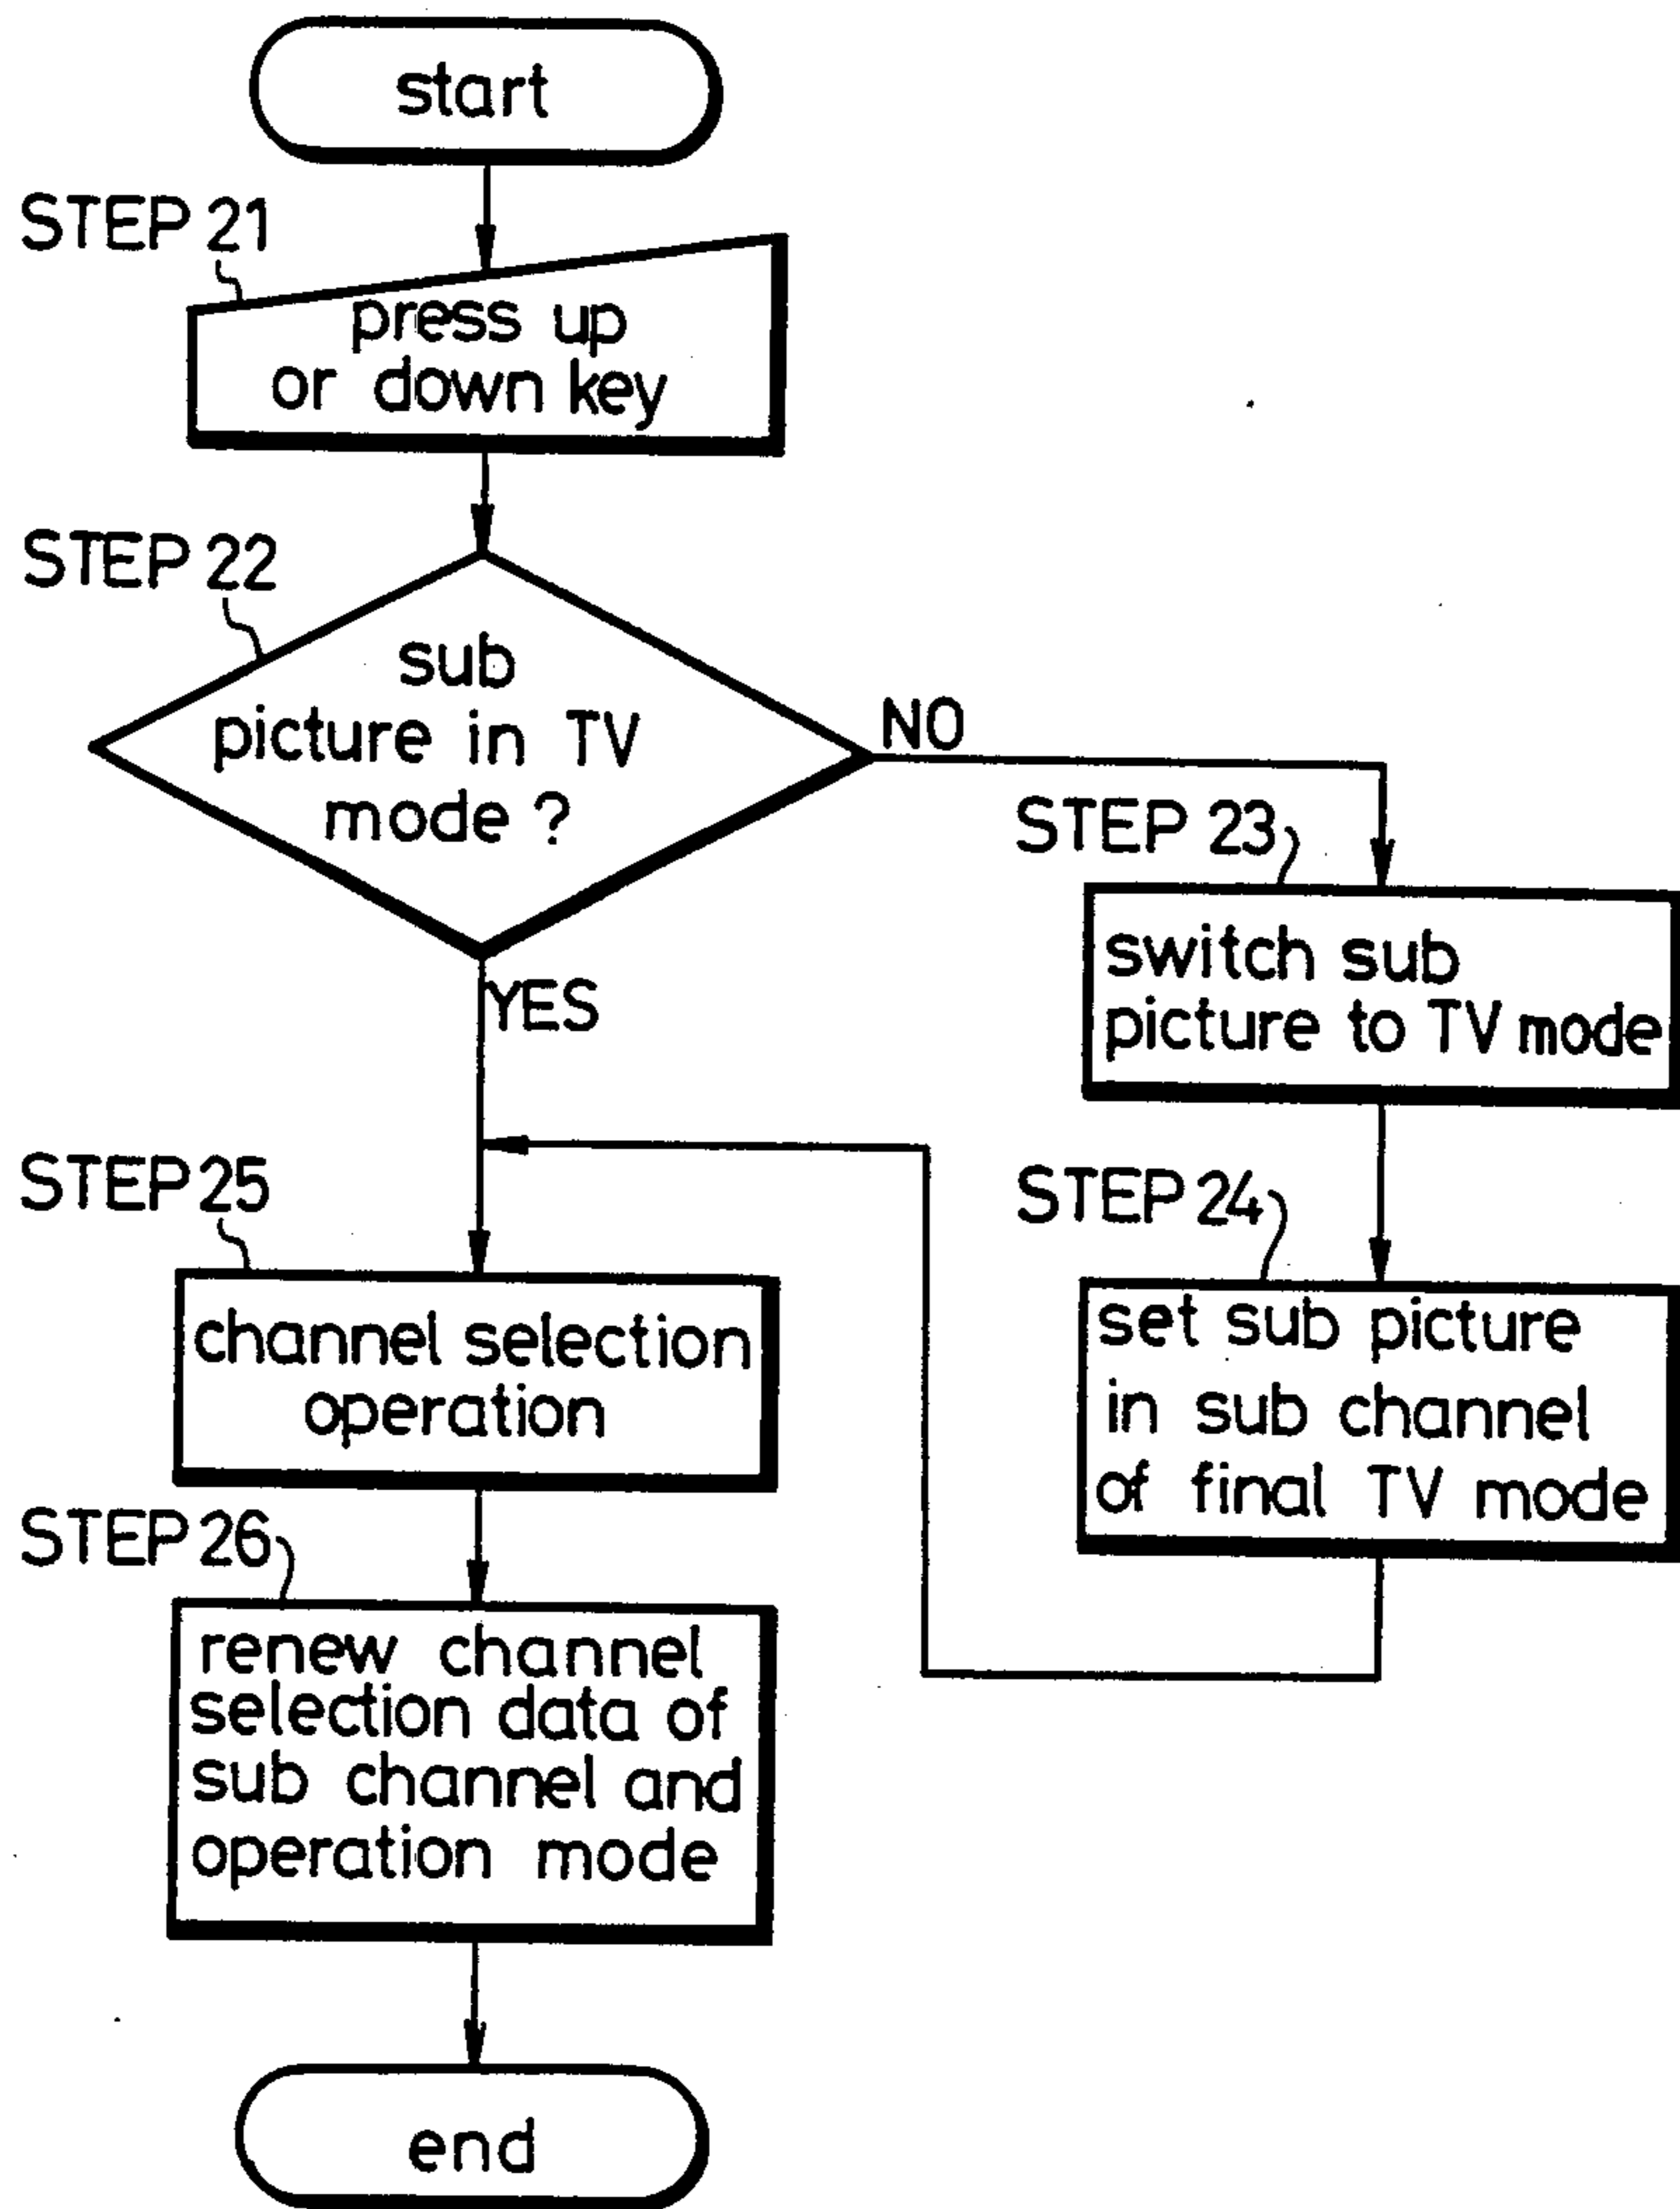 start
STEP 21
press up
or down key
STEP 22
sub
picture in TV
mode ?
NO
YES
STEP 23
switch sub
picture to TV mode
STEP 24
set sub picture
in sub channel
of final TV mode
STEP 25
channel selection
operation
STEP 26
renew channel
selection data of
sub channel and
operation mode
end